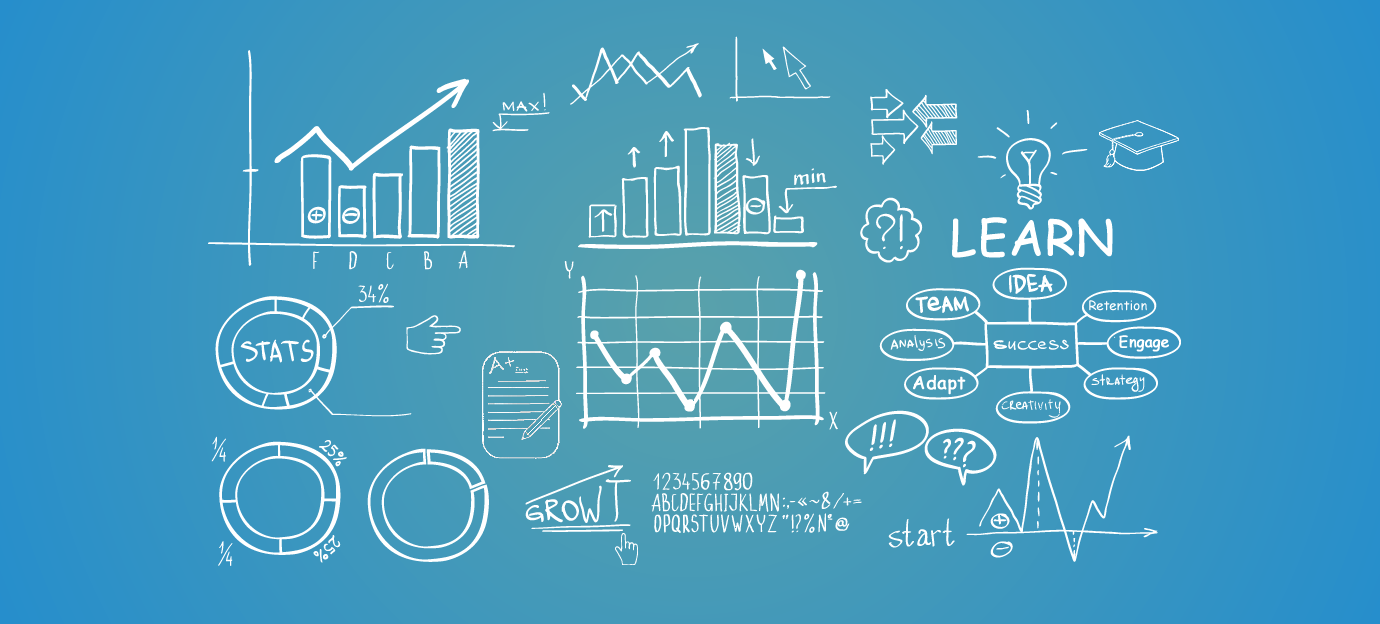 MAX!
F D C B A
min
?!
LEARN
IDEA
TeAM
Retention
ANAlySIS
success
Engage
Adapt
strategy
CREATiVITy
34%
STATS
A+
Y
X
1/4
25%
1/4
25%
GROWT
1234567890
ABCDEFGHIJKLMN:;-«~&/+=
OPQRSTUVWXYZ "!?%№@
!!!
???
start